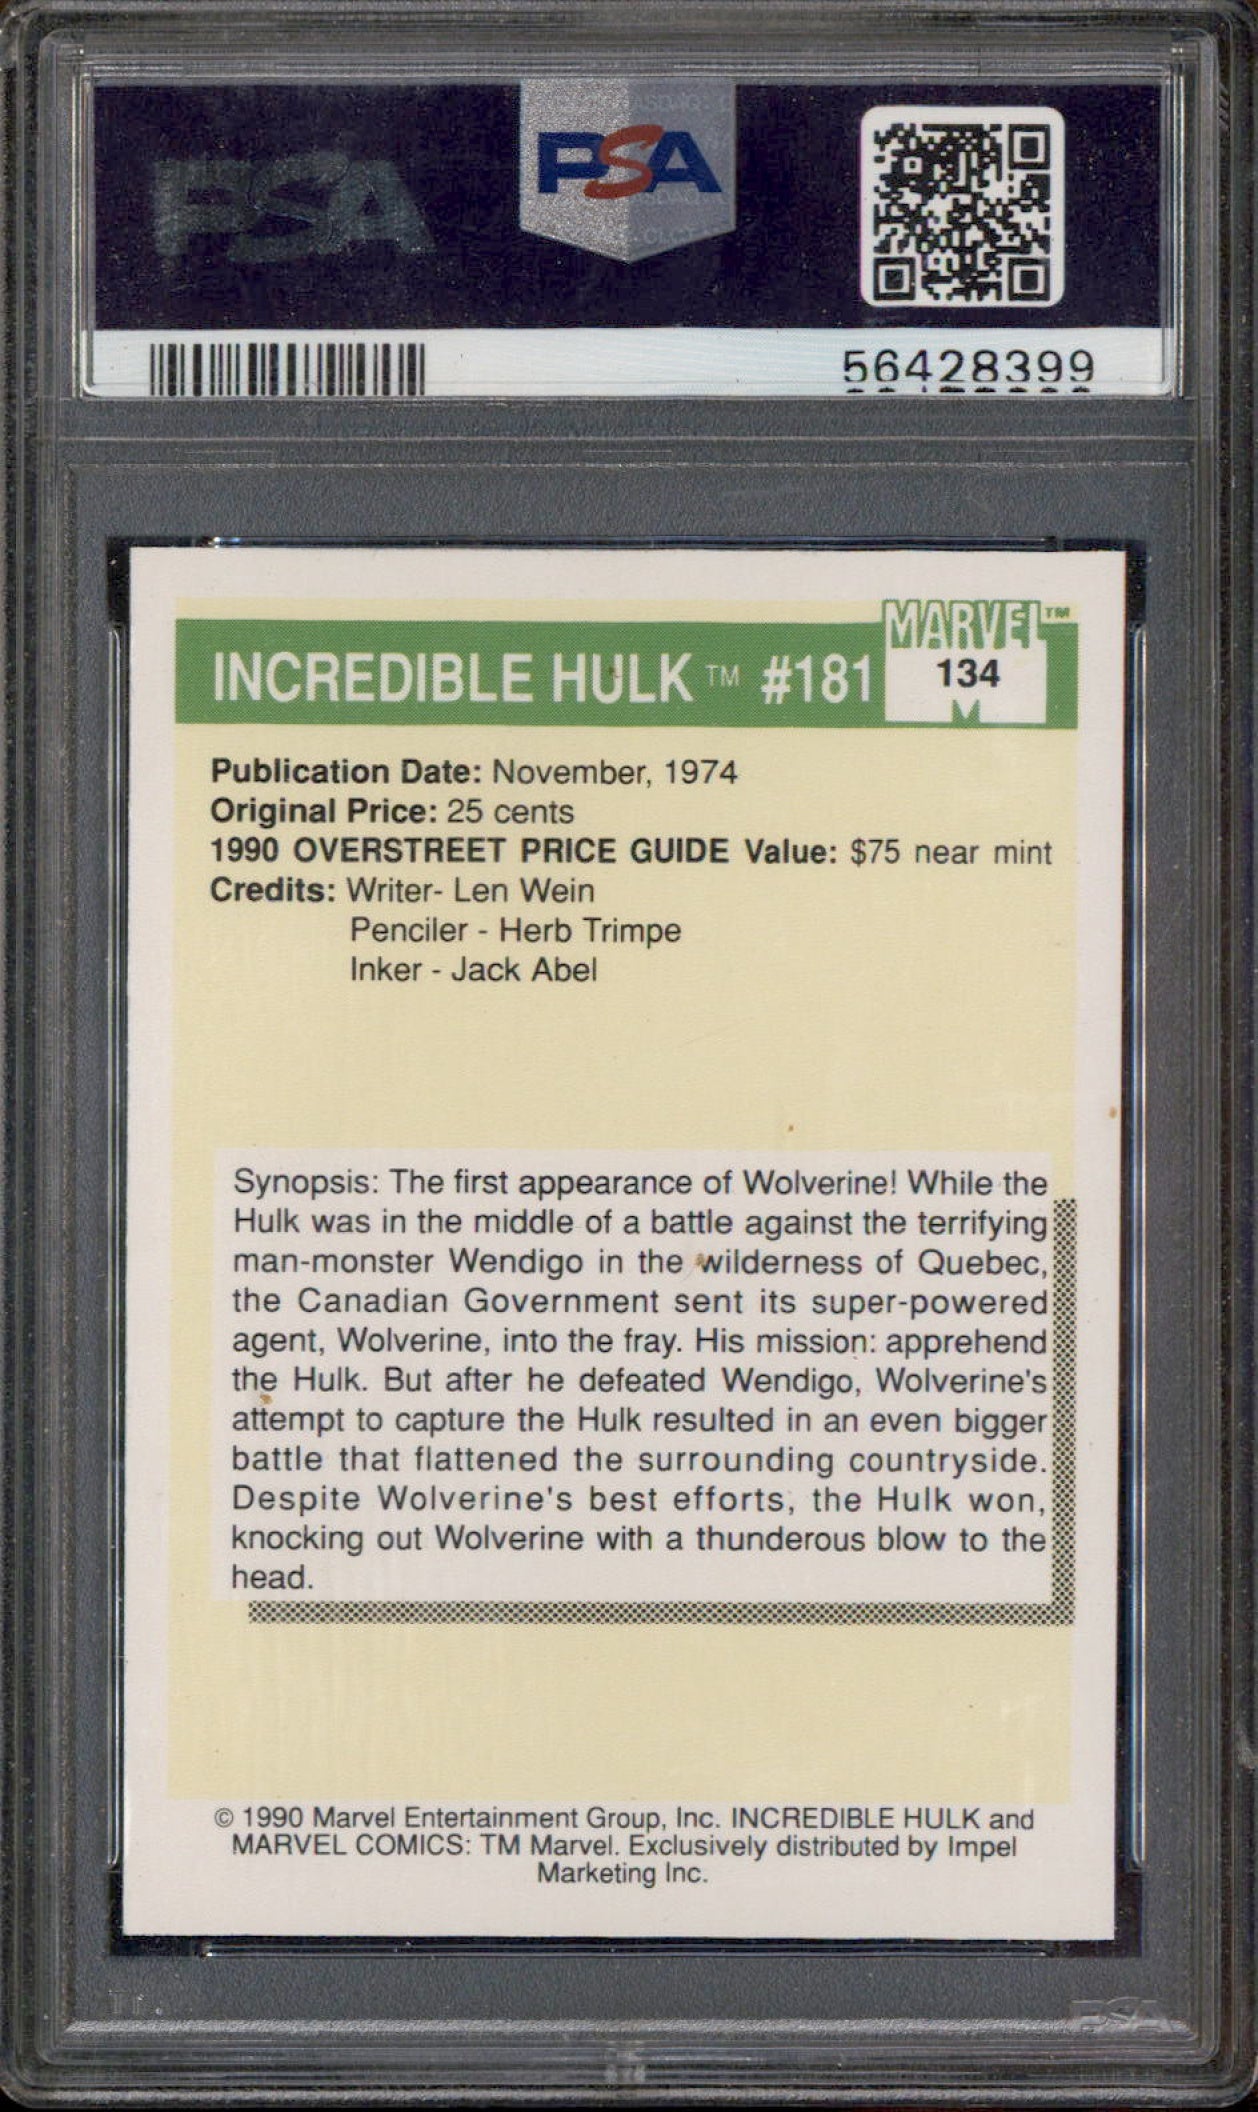 PSA
PSA
56428399
MARVEL™
INCREDIBLE HULK™ #181
134
Publication Date: November, 1974
Original Price: 25 cents
1990 OVERSTREET PRICE GUIDE Value: $75 near mint
Credits: Writer- Len Wein
Penciler - Herb Trimpe
Inker - Jack Abel
Synopsis: The first appearance of Wolverine! While the
Hulk was in the middle of a battle against the terrifying
man-monster Wendigo in the wilderness of Quebec,
the Canadian Government sent its super-powered
agent, Wolverine, into the fray. His mission: apprehend
the Hulk. But after he defeated Wendigo, Wolverine's
attempt to capture the Hulk resulted in an even bigger
battle that flattened the surrounding countryside.
Despite Wolverine's best efforts, the Hulk won,
knocking out Wolverine with a thunderous blow to the
head.
© 1990 Marvel Entertainment Group, Inc. INCREDIBLE HULK and
MARVEL COMICS: TM Marvel. Exclusively distributed by Impel
Marketing Inc.
PSA